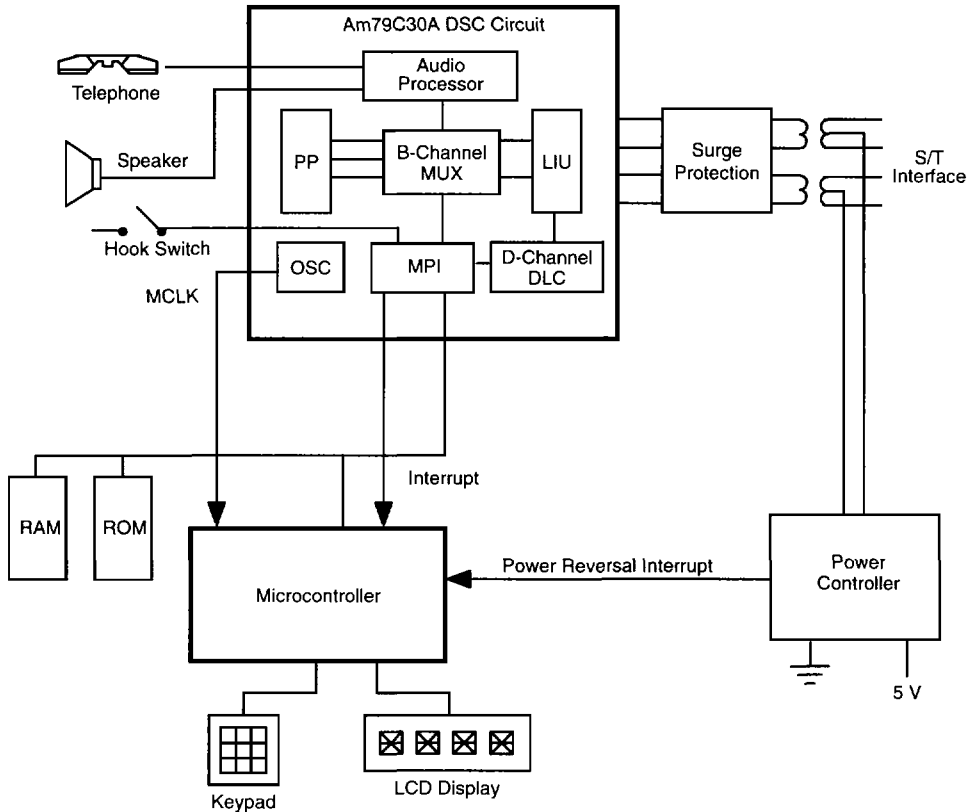 Am79C30A DSC Circuit
Audio
Processor
Telephone
PP
B-Channel
MUX
LIU
Surge
Protection
S/T
Interface
Speaker
Hook Switch
OSC
MPI
D-Channel
DLC
MCLK
Interrupt
RAM
ROM
Microcontroller
Power Reversal Interrupt
Power
Controller
5 V
Keypad
LCD Display